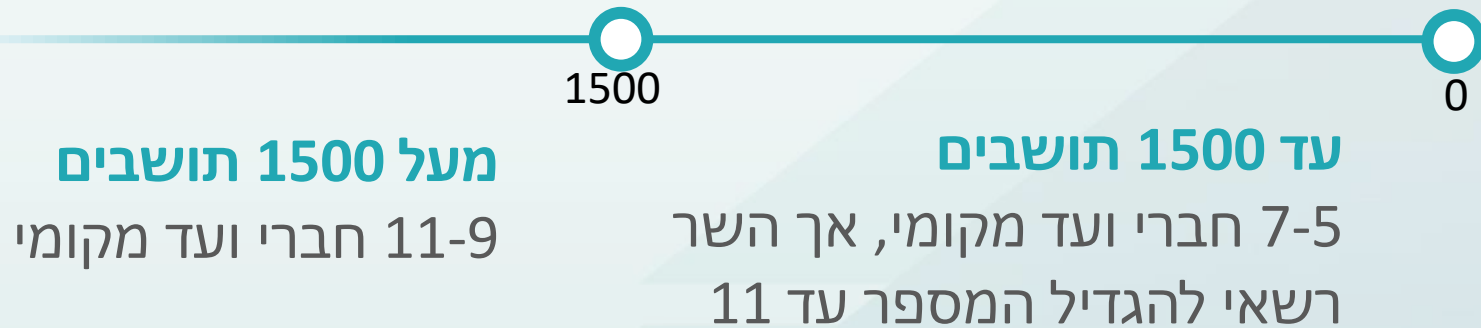 0
1500
עד 1500 תושבים
7-5 חברי ועד מקומי, אך השר
רשאי להגדיל המספר עד 11
מעל 1500 תושבים
11-9 חברי ועד מקומי